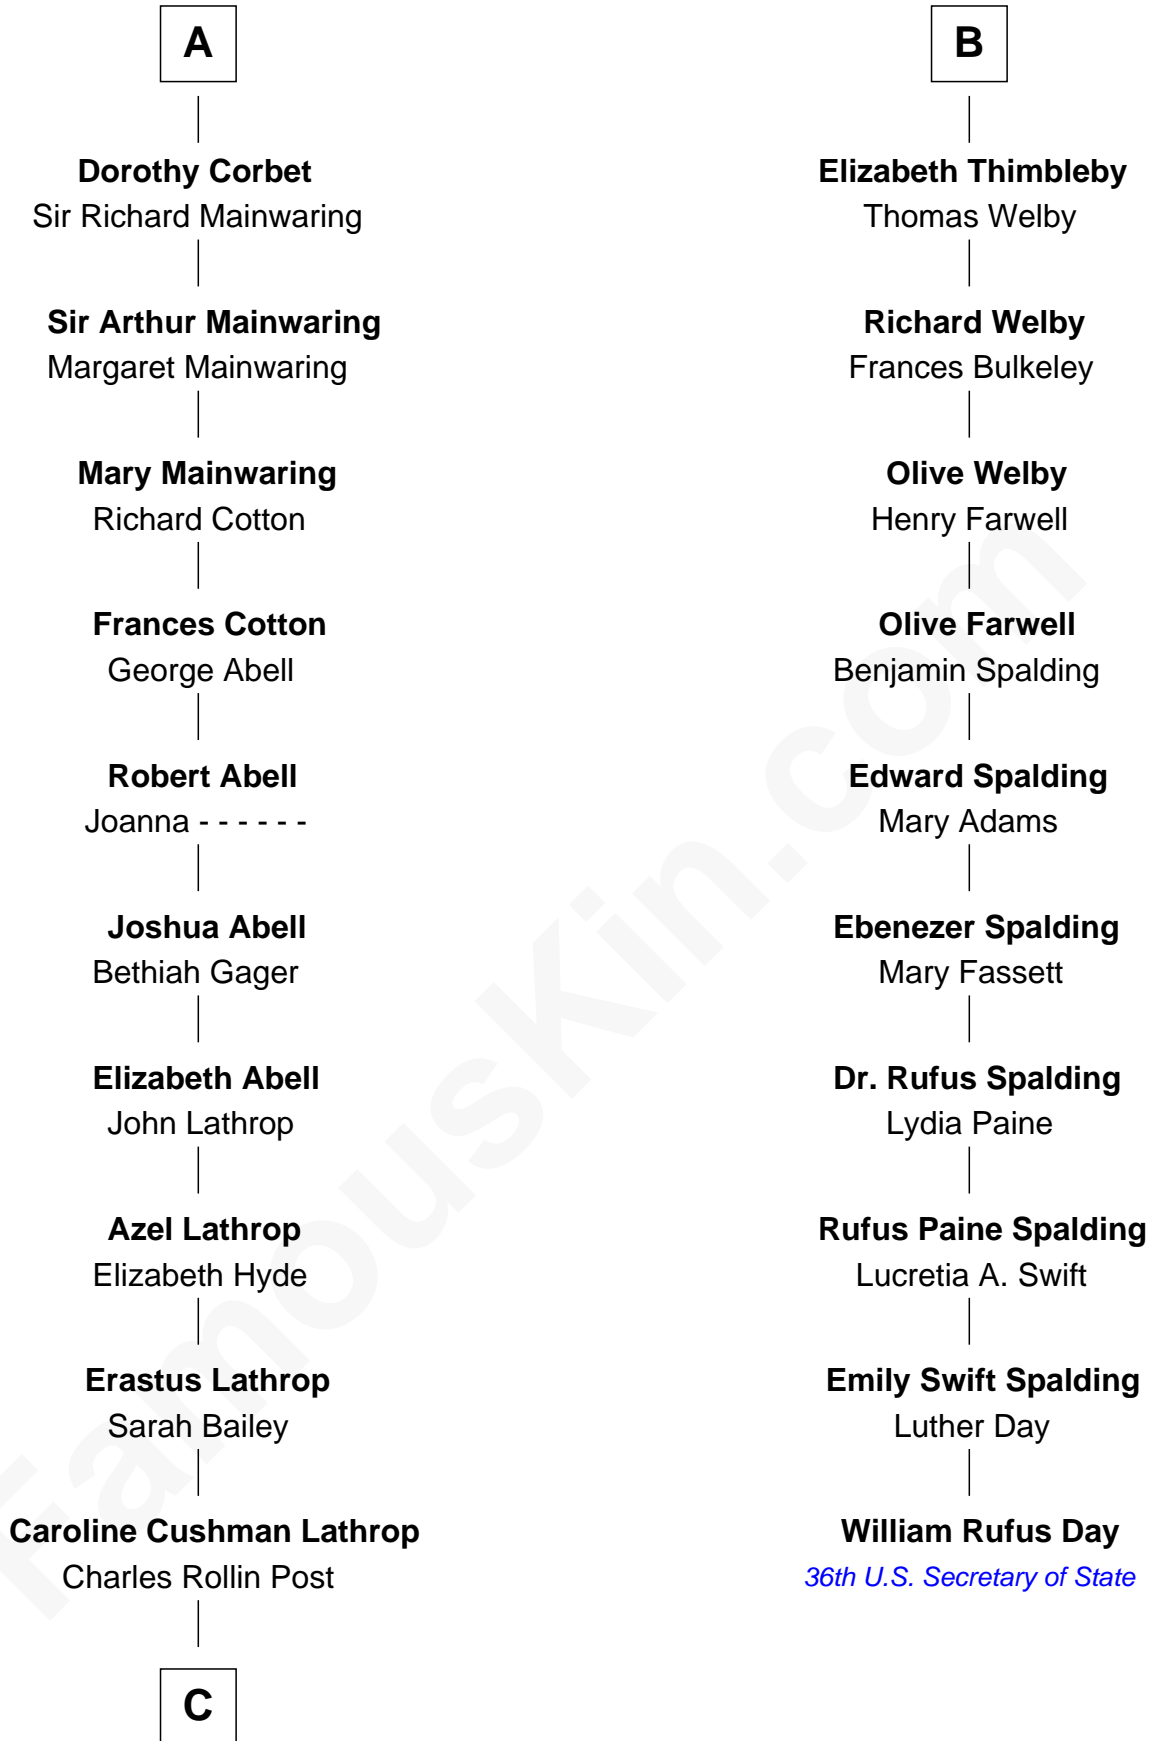 A
Dorothy Corbet
Sir Richard Mainwaring
Sir Arthur Mainwaring
Margaret Mainwaring
Mary Mainwaring
Richard Cotton
Frances Cotton
George Abell
Robert Abell
Joanna - - - - - -
Joshua Abell
Bethiah Gager
Elizabeth Abell
John Lathrop
Azel Lathrop
Elizabeth Hyde
Erastus Lathrop
Sarah Bailey
Caroline Cushman Lathrop
Charles Rollin Post
C
B
Elizabeth Thimbleby
Thomas Welby
Richard Welby
Frances Bulkeley
Olive Welby
Henry Farwell
Olive Farwell
Benjamin Spalding
Edward Spalding
Mary Adams
Ebenezer Spalding
Mary Fassett
Dr. Rufus Spalding
Lydia Paine
Rufus Paine Spalding
Lucretia A. Swift
Emily Swift Spalding
Luther Day
William Rufus Day
36th U.S. Secretary of State
FamousKin.com